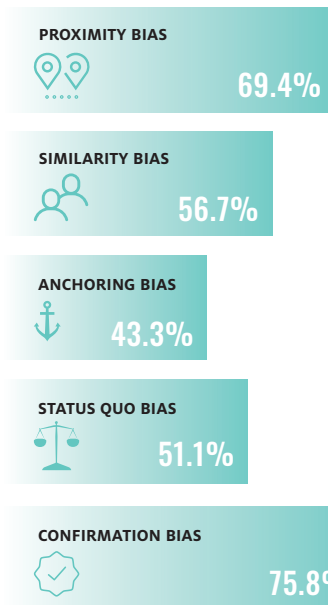 PROXIMITY BIAS
69.4%
SIMILARITY BIAS
56.7%
ANCHORING BIAS
43.3%
STATUS QUO BIAS
51.1%
CONFIRMATION BIAS
75.8%